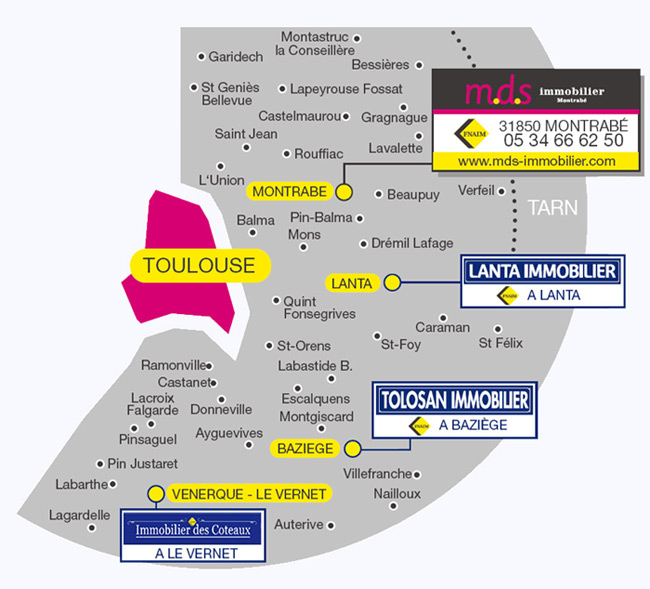 Montastruc
la Conseillère
Garidech
Bessières
St Geniès
Bellevue
Lapeyrouse Fossat
Castelmaurou
Gragnague
m.d.s immobilier
Montrabé
FNAIM
31850 MONTRABÉ
05 34 66 62 50
www.mds-immobilier.com
Saint Jean
Rouffiac
Lavalette
L'Union
MONTRABE
Beaupuy
Verfeil
TARN
Balma
Pin-Balma
Mons
Drémil Lafage
TOULOUSE
LANTA
LANTA IMMOBILIER
FNAIM
A LANTA
Quint
Fonsegrives
Caraman
St-Foy
St Félix
St-Orens
Labastide B.
Ramonville
Castanet
Lacroix
Falgarde
Donneville
Escalquens
Montgiscard
TOLOSAN IMMOBILIER
FNAIM
A BAZIÈGE
Pinsaguel
Ayguevives
BAZIEGE
Pin Justaret
Labarthe
Villefranche
VENERQUE - LE VERNET
Nailloux
Lagardelle
Auterive
Immobilier des Coteaux
A LE VERNET